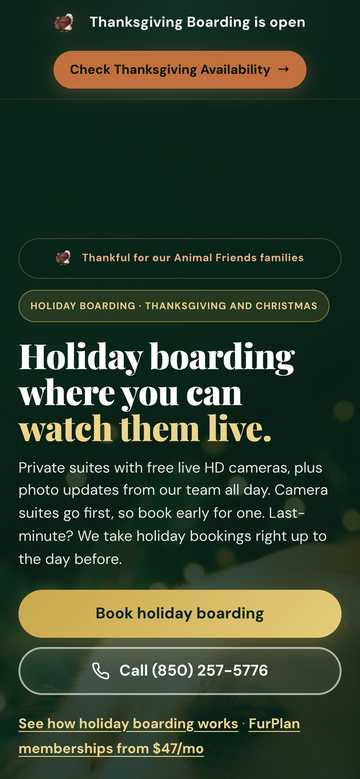 Thanksgiving Boarding is open
Check Thanksgiving Availability →
Thankful for our Animal Friends families
HOLIDAY BOARDING · THANKSGIVING AND CHRISTMAS
Holiday boarding
where you can
watch them live.
Private suites with free live HD cameras, plus
photo updates from our team all day. Camera
suites go first, so book early for one. Last-
minute? We take holiday bookings right up to
the day before.
Book holiday boarding
Call (850) 257-5776
See how holiday boarding works · FurPlan
memberships from $47/mo